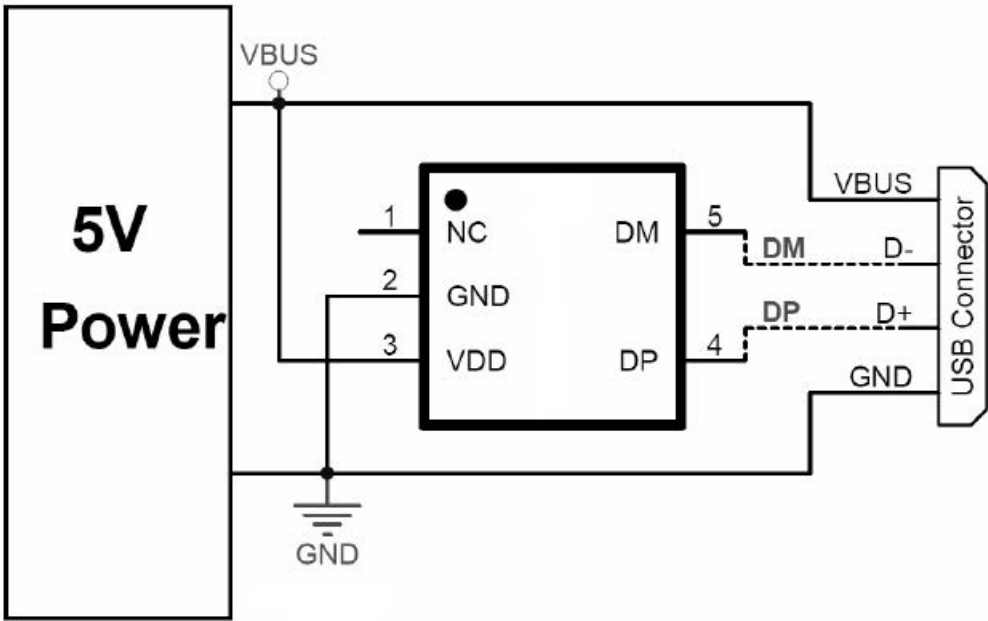 VBUS
5V
Power
1
NC
2
GND
3
VDD
DM
5
DP
4
DM
D-
DP
D+
VBUS
GND
USB Connector
GND